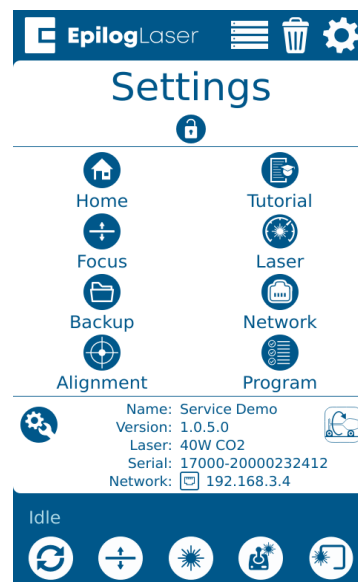 EpilogLaser
Settings
Home Tutorial
Focus Laser
Backup Network
Alignment Program
Name: Service Demo
Version: 1.0.5.0
Laser: 40W CO2
Serial: 17000-20000232412
Network: 192.168.3.4
Idle